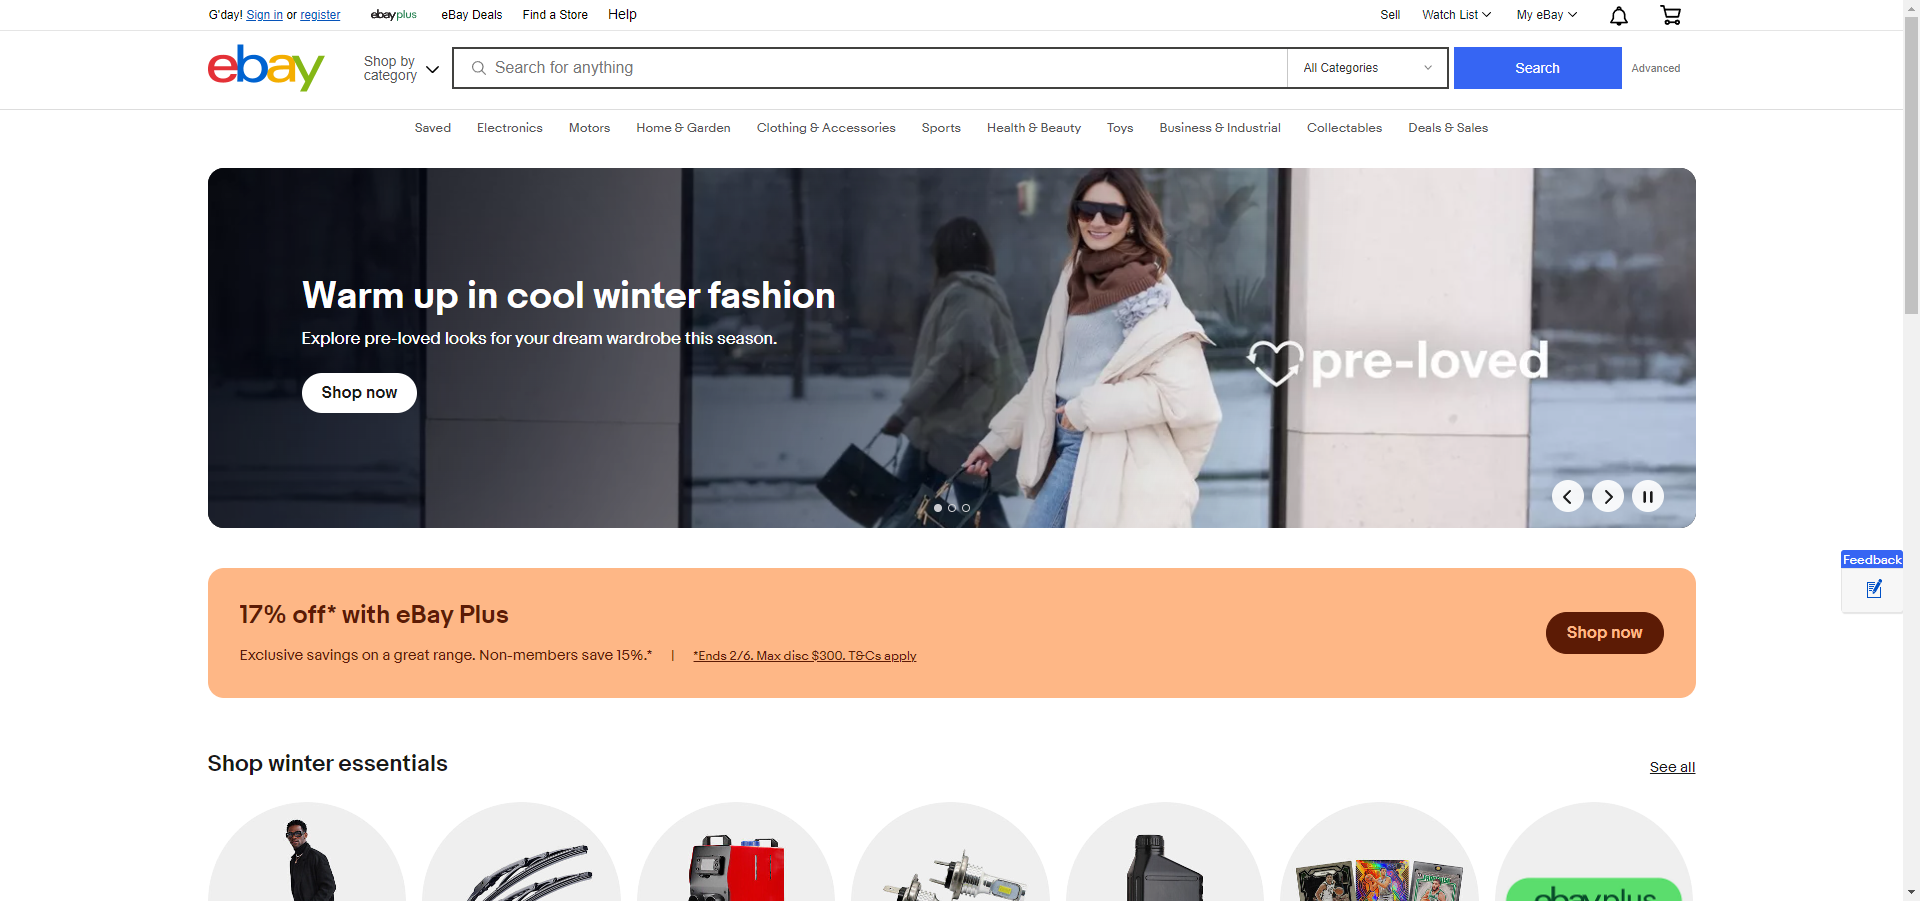 G'day! Sign in or register
ebayplus
eBay Deals
Find a Store
Help
Sell
Watch List
My eBay
ebay
Shop by
category
Search for anything
All Categories
Search
Advanced
Saved
Electronics
Motors
Home & Garden
Clothing & Accessories
Sports
Health & Beauty
Toys
Business & Industrial
Collectables
Deals & Sales
Warm up in cool winter fashion
Explore pre-loved looks for your dream wardrobe this season.
Shop now
pre-loved
Feedback
17% off* with eBay Plus
Exclusive savings on a great range. Non-members save 15%.* | *Ends 2/6. Max disc $300. T&Cs apply
Shop now
Shop winter essentials
See all
ebayplus